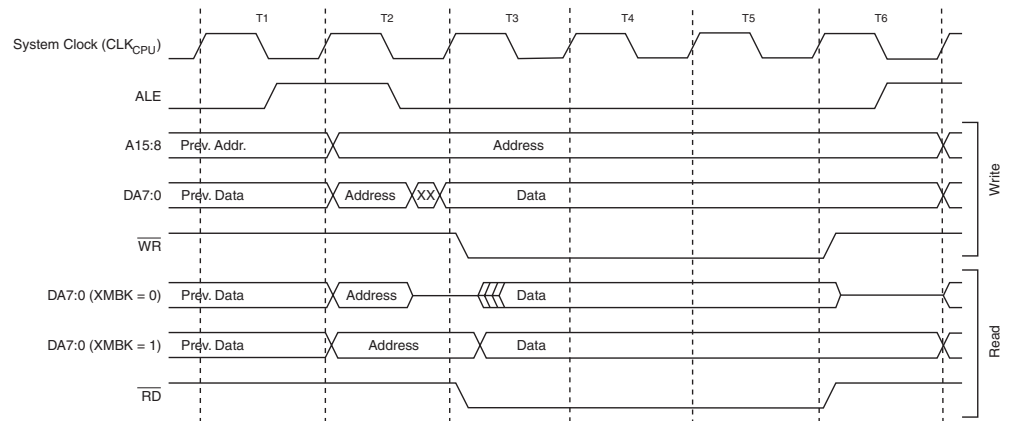 T1 T2 T3 T4 T5 T6
System Clock (CLKCPU)
ALE
A15:8 Prev. Addr. Address
DA7:0 Prev. Data Address XX Data
WR
Write
DA7:0 (XMBK = 0) Prev. Data Address Data
DA7:0 (XMBK = 1) Prev. Data Address Data
RD
Read